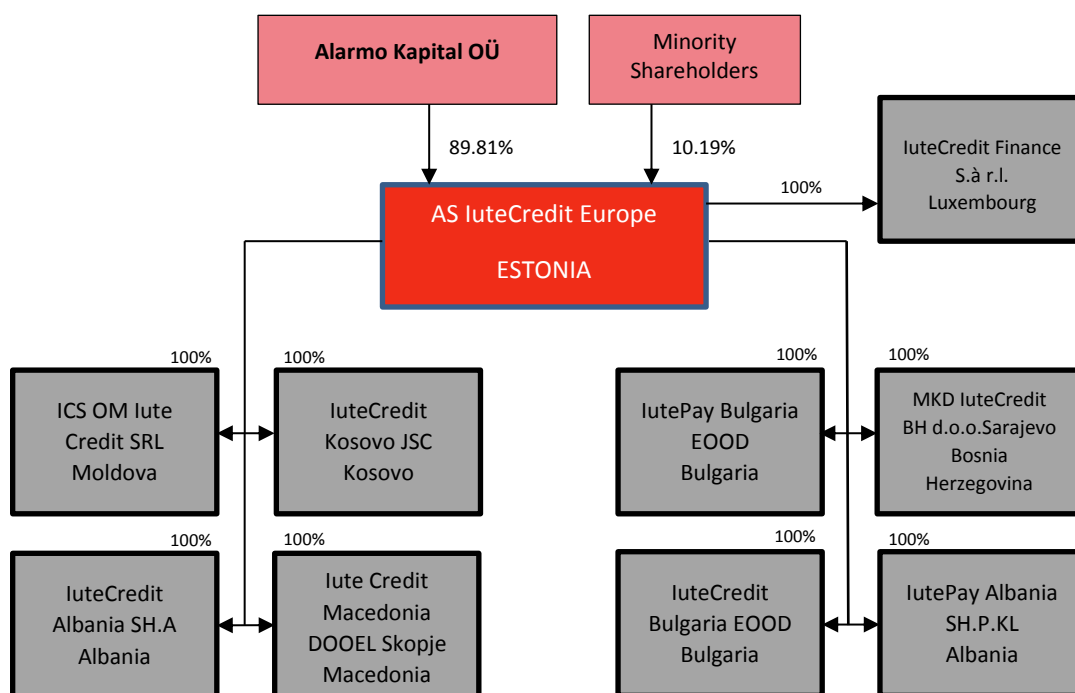 Alarmo Kapital OÜ
Minority
Shareholders
89.81%
10.19%
IuteCredit Finance
S.à r.l.
Luxembourg
100%
AS IuteCredit Europe
ESTONIA
100%
100%
100%
100%
ICS OM Iute
Credit SRL
Moldova
IuteCredit
Kosovo JSC
Kosovo
IutePay Bulgaria
EOOD
Bulgaria
MKD IuteCredit
BH d.o.o.Sarajevo
Bosnia
Herzegovina
100%
100%
100%
100%
IuteCredit
Albania SH.A
Albania
Iute Credit
Macedonia
DOOEL Skopje
Macedonia
IuteCredit
Bulgaria EOOD
Bulgaria
IutePay Albania
SH.P.KL
Albania